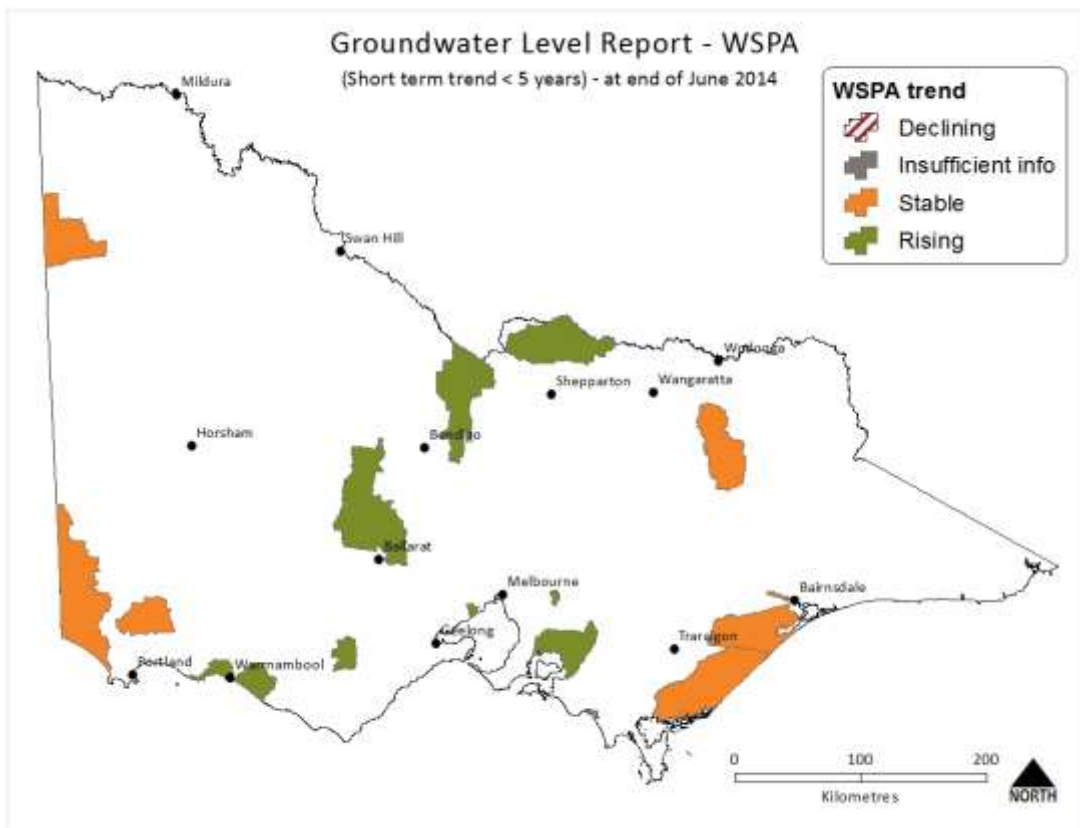 Groundwater Level Report - WSPA
(Short term trend < 5 years) - at end of June 2014
WSPA trend
Declining
Insufficient info
Stable
Rising
Mildura
Swan Hill
Wodonga
Shepparton
Wangaratta
Horsham
Bendigo
Ballarat
Melbourne
Bairnsdale
Geelong
Traralgon
Portland
Warrnambool
0 100 200
Kilometres
NORTH